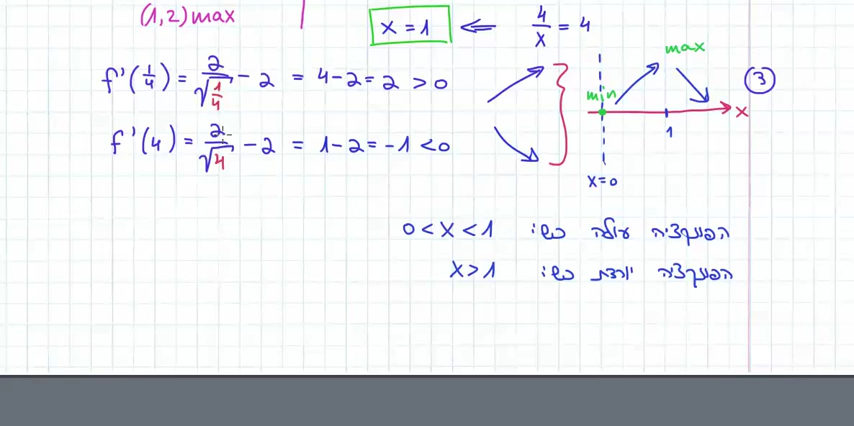 (1,2) max
x = 1 ⇐ 4/x = 4
f'(1/4) = 2/√(1/4) - 2 = 4-2 = 2 > 0
f'(4) = 2/√4 - 2 = 1-2 = -1 < 0
③
max
min
x
1
x=0
הפונקציה עולה כש: 0 < x < 1
הפונקציה יורדת כש: x > 1